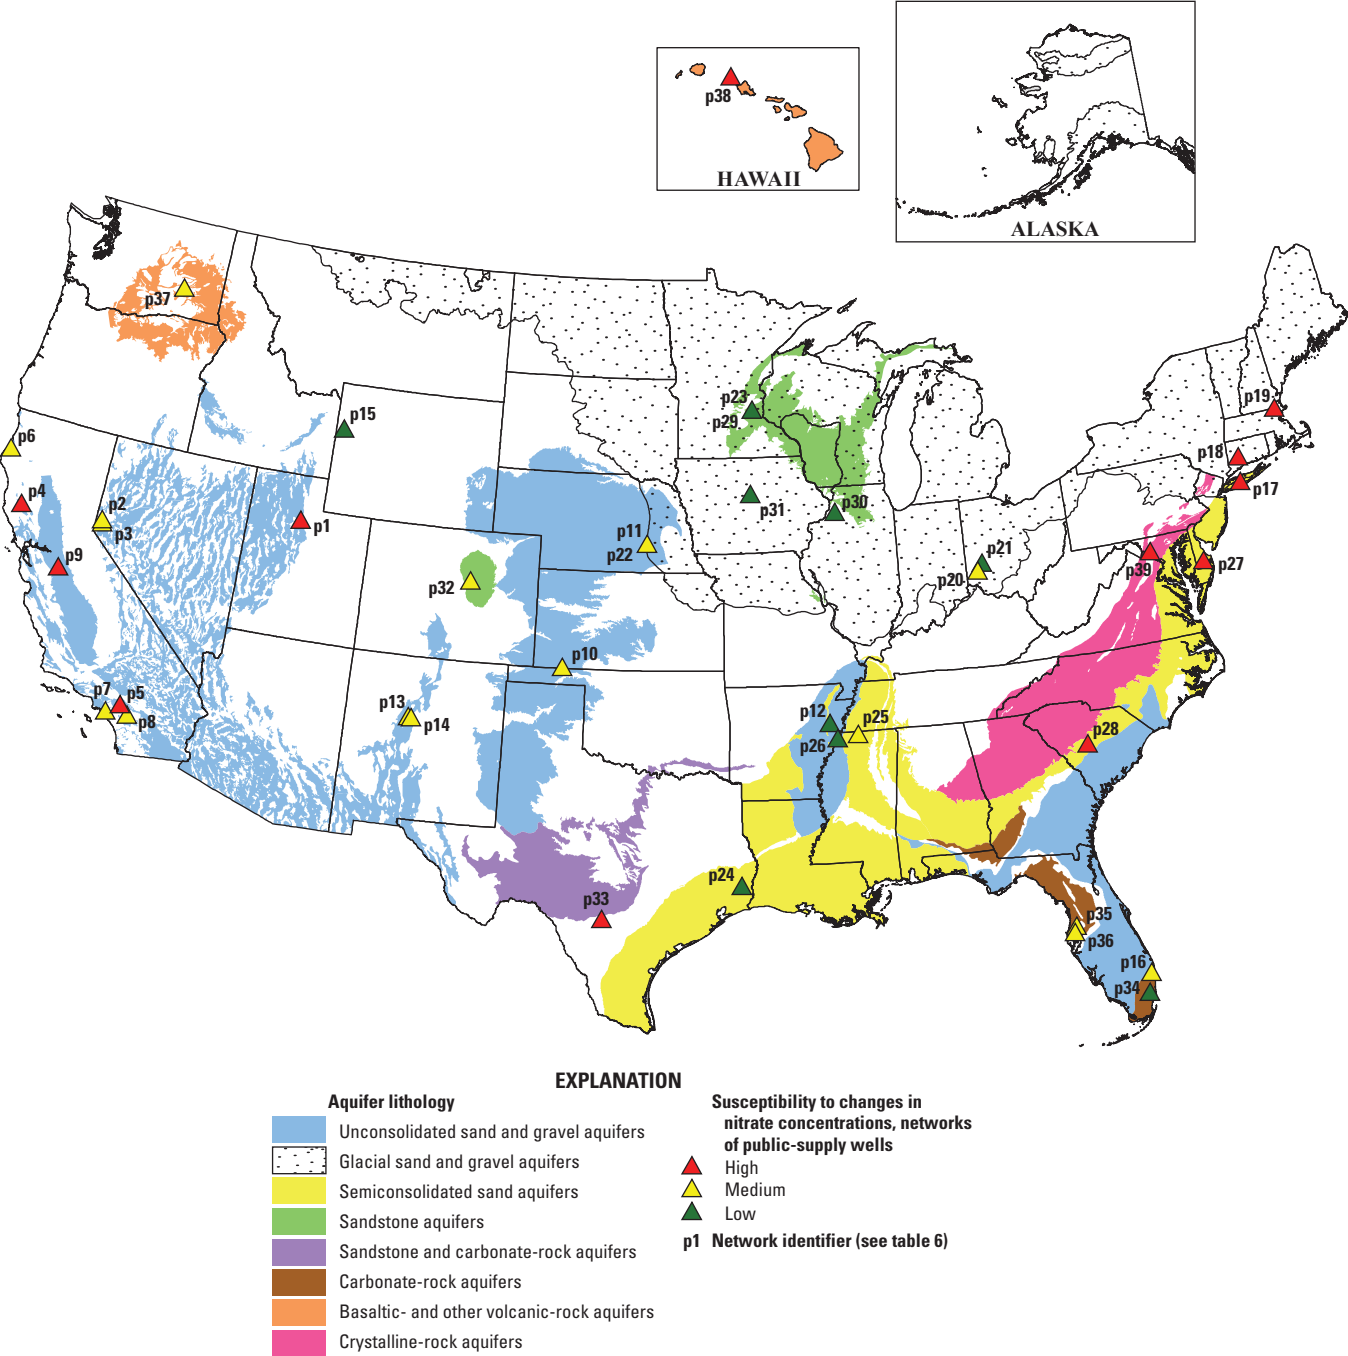 p38
HAWAII
ALASKA
p37
p15
p6
p4
p2
p3
p1
p9
p7
p5
p8
p13
p14
p32
p10
p11
p22
p23
p29
p31
p30
p21
p20
p19
p18
p17
p39
p27
p12
p26
p25
p28
p24
p33
p35
p36
p16
p34
EXPLANATION
Aquifer lithology
Unconsolidated sand and gravel aquifers
Glacial sand and gravel aquifers
Semiconsolidated sand aquifers
Sandstone aquifers
Sandstone and carbonate-rock aquifers
Carbonate-rock aquifers
Basaltic- and other volcanic-rock aquifers
Crystalline-rock aquifers
Susceptibility to changes in
nitrate concentrations, networks
of public-supply wells
High
Medium
Low
p1 Network identifier (see table 6)